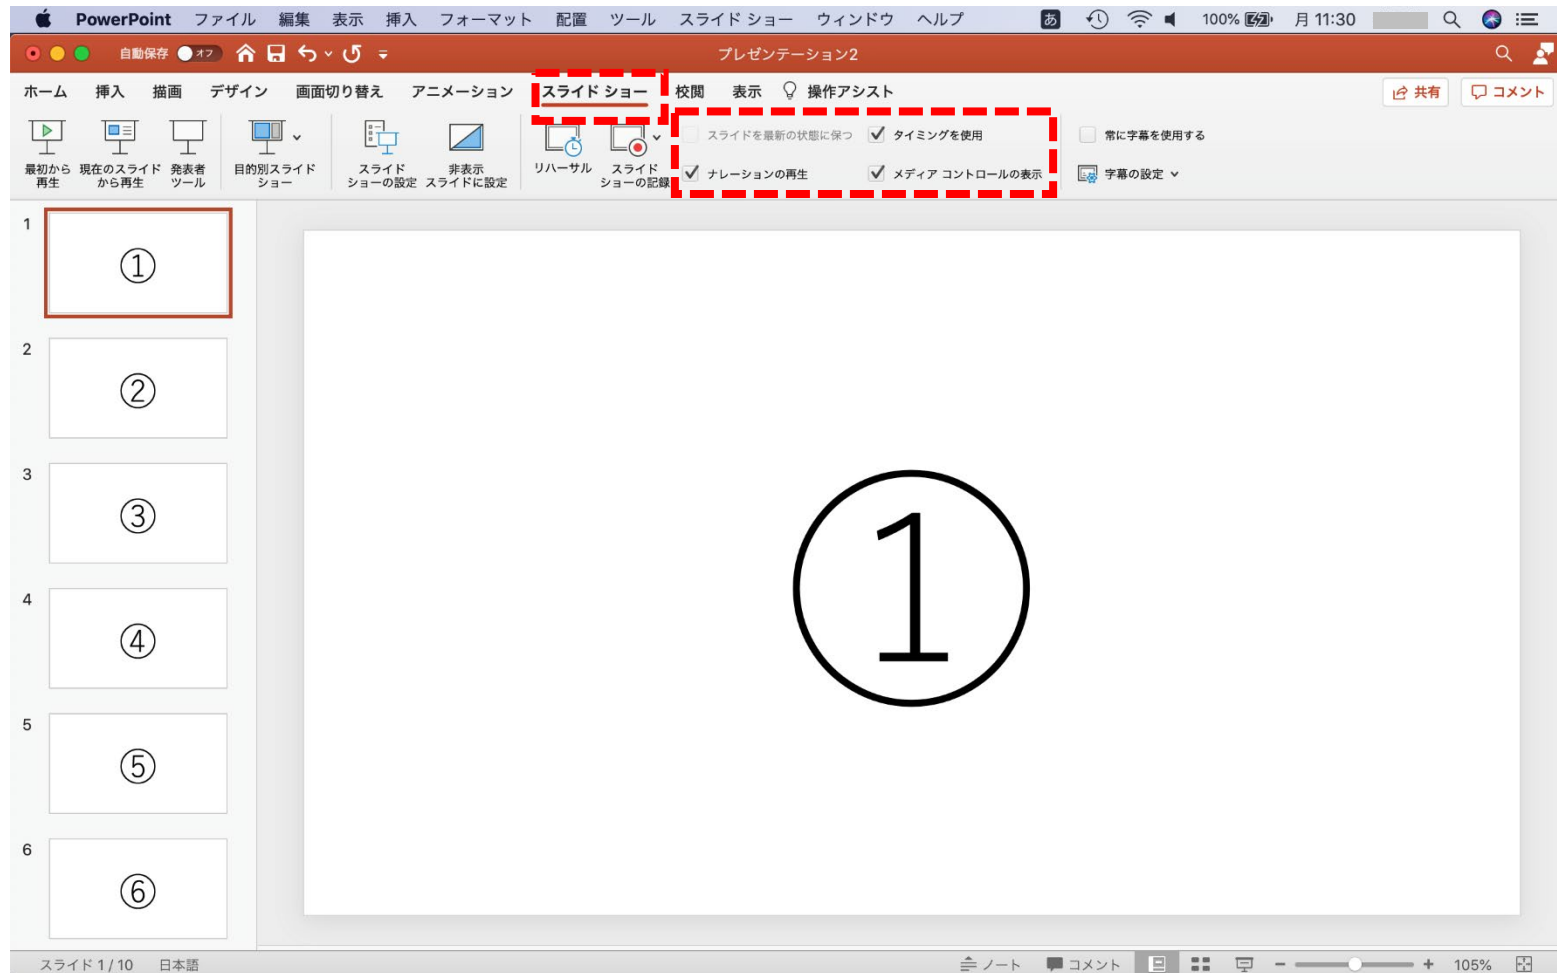 PowerPoint ファイル 編集 表示 挿入 フォーマット 配置 ツール スライド ショー ウィンドウ ヘルプ あ 100% 月 11:30
自動保存 オフ プレゼンテーション2
ホーム 挿入 描画 デザイン 画面切り替え アニメーション スライド ショー 校閲 表示 操作アシスト 共有 コメント
最初から
再生
現在のスライド
から再生
発表者
ツール
目的別スライド
ショー
スライド
ショーの設定
非表示
スライドに設定
リハーサル
スライド
ショーの記録
スライドを最新の状態に保つ
タイミングを使用
ナレーションの再生
メディア コントロールの表示
常に字幕を使用する
字幕の設定
1
①
2
②
3
③
4
④
5
⑤
6
⑥
①
スライド 1 / 10 日本語 ノート コメント 105%